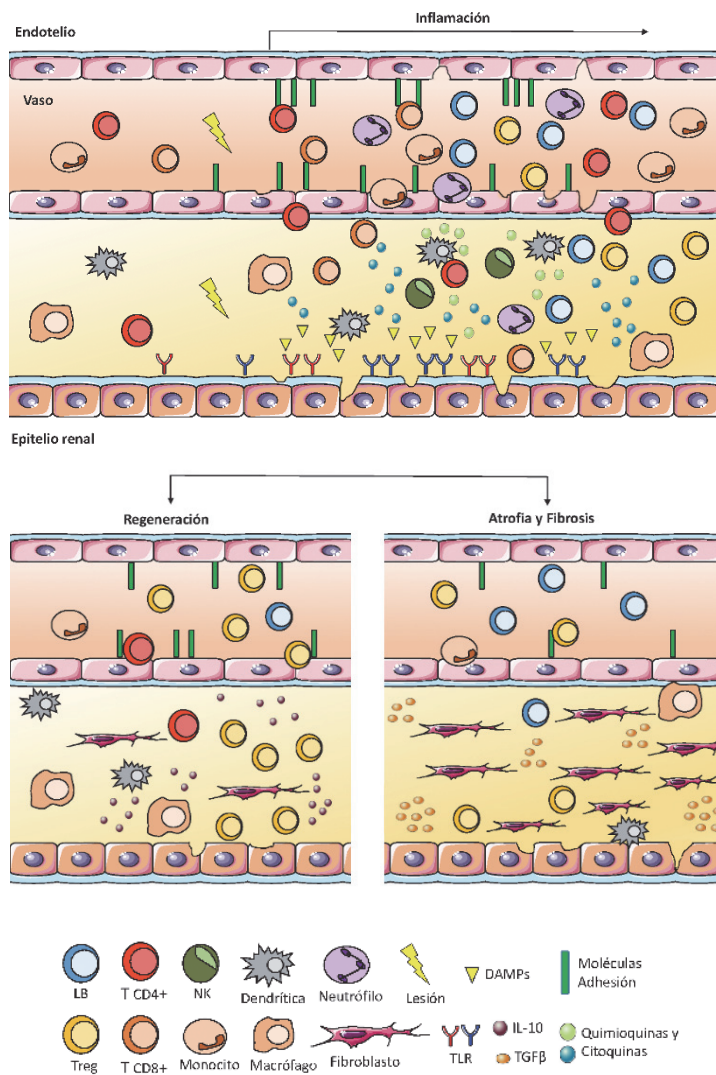 Inflamación
Endotelio
Vaso
Epitelio renal
Regeneración
Atrofia y Fibrosis
LB
T CD4+
NK
Dendrítica
Neutrófilo
Lesión
DAMPs
Moléculas
Adhesión
Treg
T CD8+
Monocito
Macrófago
Fibroblasto
TLR
IL-10
TGFβ
Quimioquinas y
Citoquinas